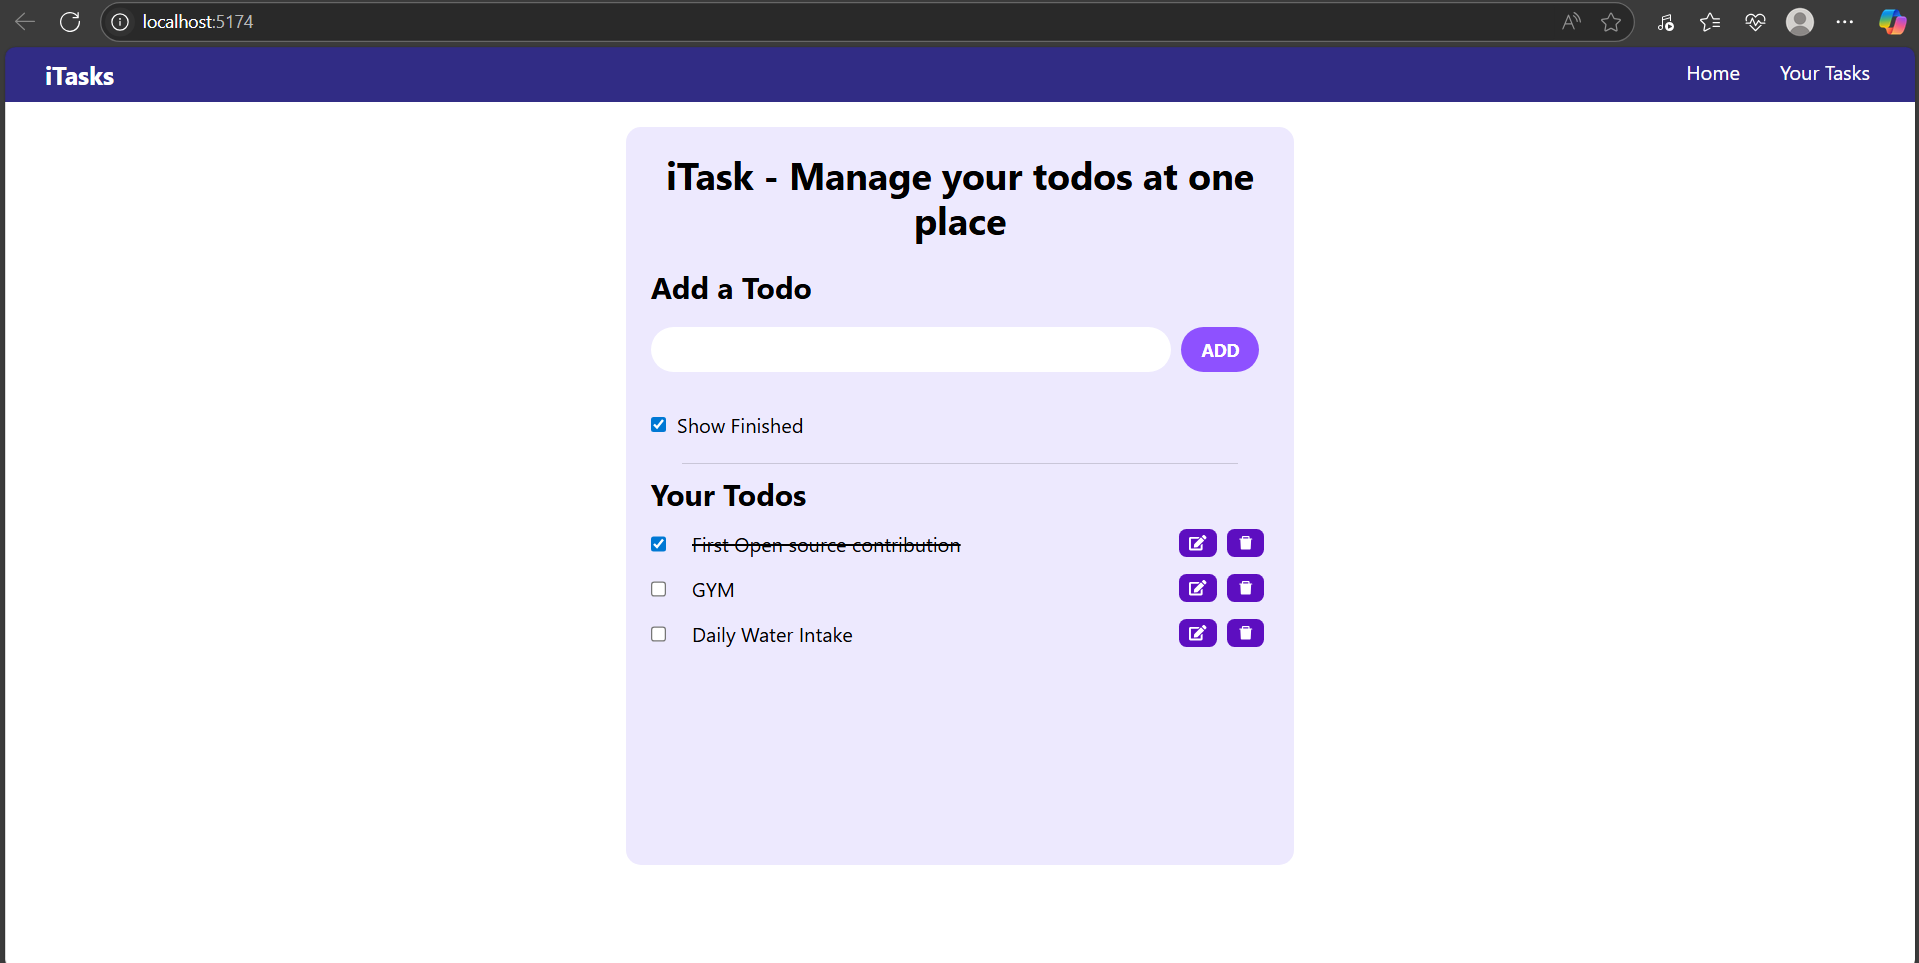 localhost:5174
iTasks
Home
Your Tasks
iTask - Manage your todos at one
place
Add a Todo
ADD
Show Finished
Your Todos
First Open source contribution
GYM
Daily Water Intake